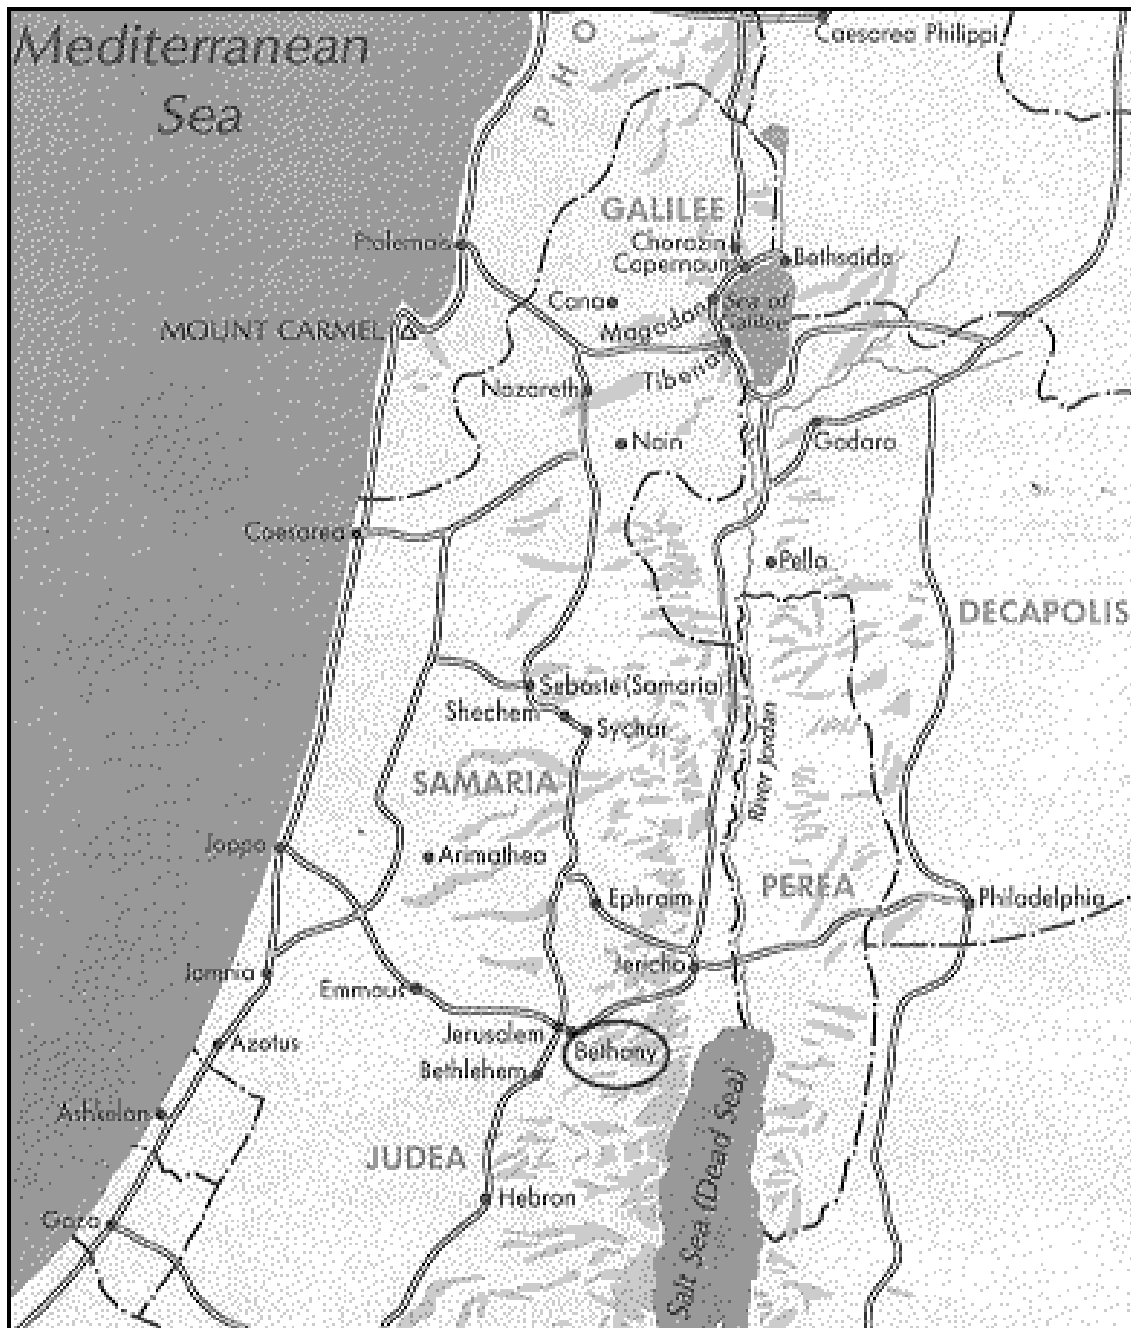 Mediterranean
Sea
Caesarea Philippi
P H O
GALILEE
Ptolemais
Chorazin
Capernaum
Bethsaida
Cana
Magadan
Sea of
Galilee
MOUNT CARMEL
Tiberias
Nazareth
Nain
Gadara
Caesarea
Pella
DECAPOLIS
Sebaste (Samaria)
Shechem
Sychar
River Jordan
SAMARIA
Joppa
Arimathea
PEREA
Ephraim
Philadelphia
Jericho
Jamnia
Emmaus
Jerusalem
Bethany
Azotus
Bethlehem
Ashkelon
Salt Sea (Dead Sea)
JUDEA
Hebron
Gaza